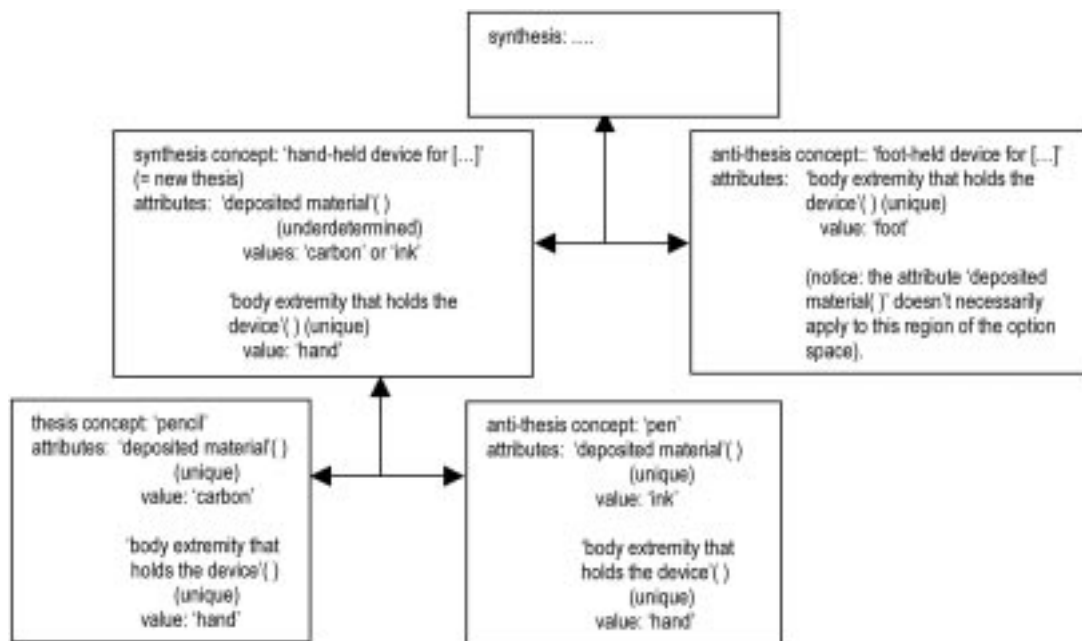 synthesis: ....
synthesis concept: 'hand-held device for [...]'
(= new thesis)
attributes: 'deposited material'( )
(underdetermined)
values: 'carbon' or 'ink'
'body extremity that holds the
device'( ) (unique)
value: 'hand'
anti-thesis concept:: 'foot-held device for [...]'
attributes: 'body extremity that holds the
device'( ) (unique)
value: 'foot'
(notice: the attribute 'deposited
material( )' doesn't necessarily
apply to this region of the option
space).
thesis concept: 'pencil'
attributes: 'deposited material'( )
(unique)
value: 'carbon'
'body extremity that
holds the device'( )
(unique)
value: 'hand'
anti-thesis concept: 'pen'
attributes: 'deposited material'( )
(unique)
value: 'ink'
'body extremity that
holds the device'( )
(unique)
value: 'hand'